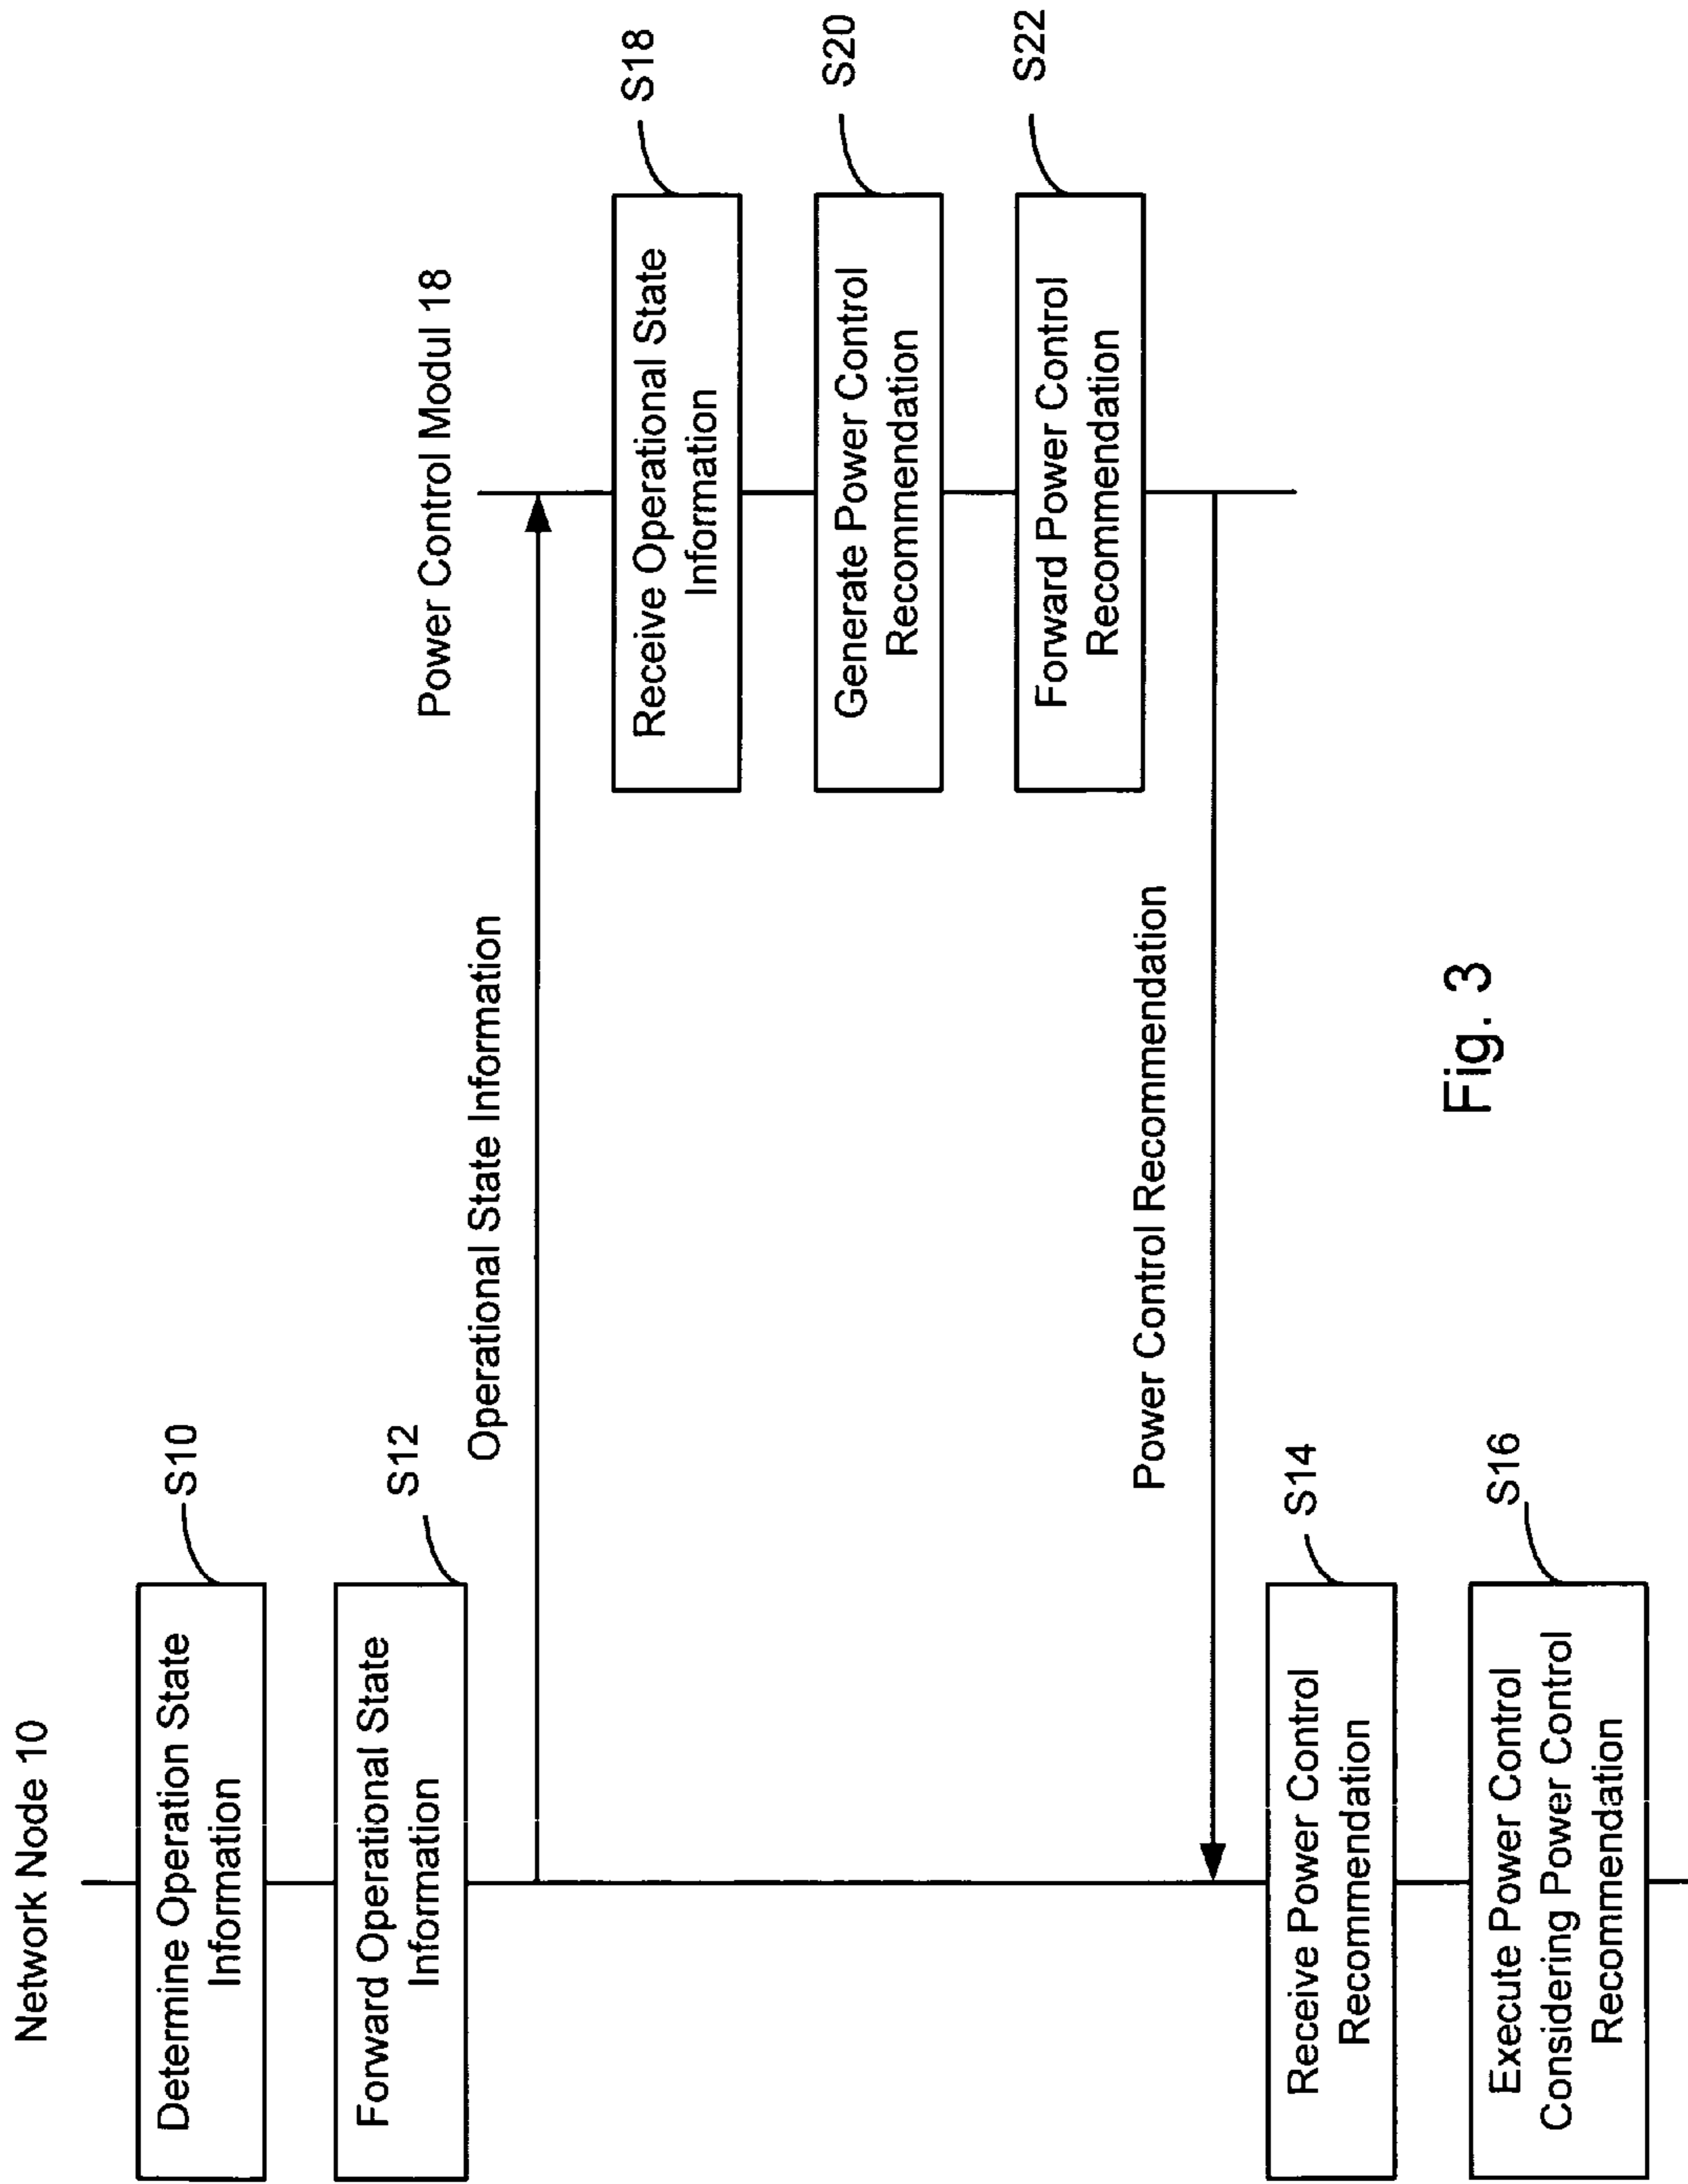 Network Node 10
Determine Operation State
Information
S10
Forward Operational State
Information
S12
Operational State Information
Power Control Modul 18
Receive Operational State
Information
S18
Generate Power Control
Recommendation
S20
Forward Power Control
Recommendation
S22
Power Control Recommendation
Receive Power Control
Recommendation
S14
Execute Power Control
Considering Power Control
Recommendation
S16
Fig. 3